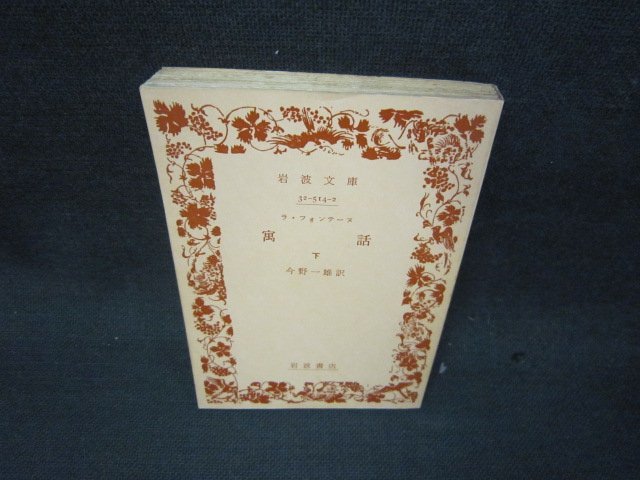 岩波文庫
32-514-2
ラ・フォンテーヌ
寓話
下
今野一雄訳
岩波書店